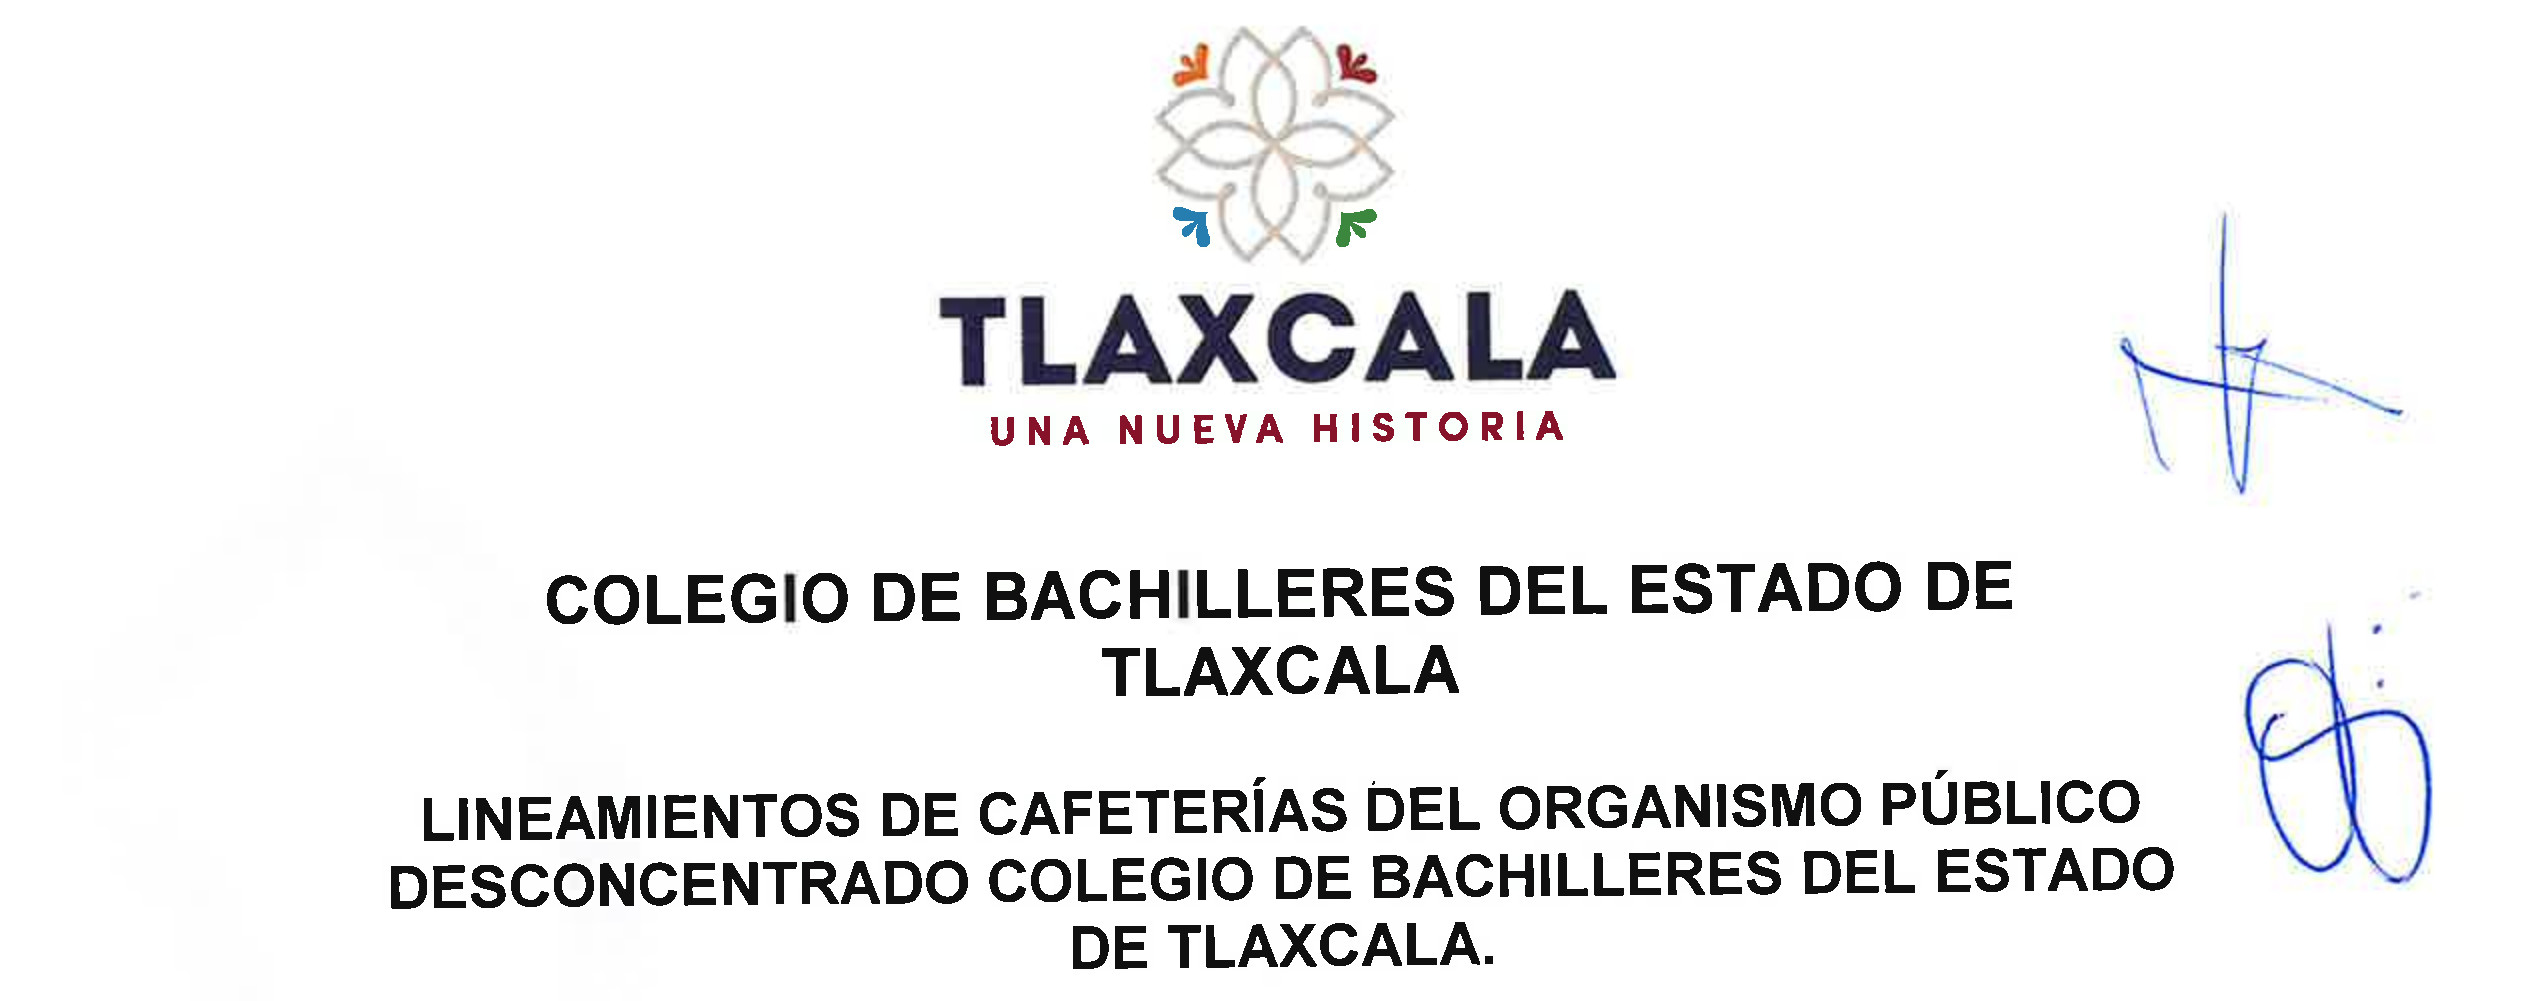 TLAXCALA
UNA NUEVA HISTORIA
COLEGIO DE BACHILLERES DEL ESTADO DE
TLAXCALA
LINEAMIENTOS DE CAFETERÍAS DEL ORGANISMO PÚBLICO
DESCONCENTRADO COLEGIO DE BACHILLERES DEL ESTADO
DE TLAXCALA.